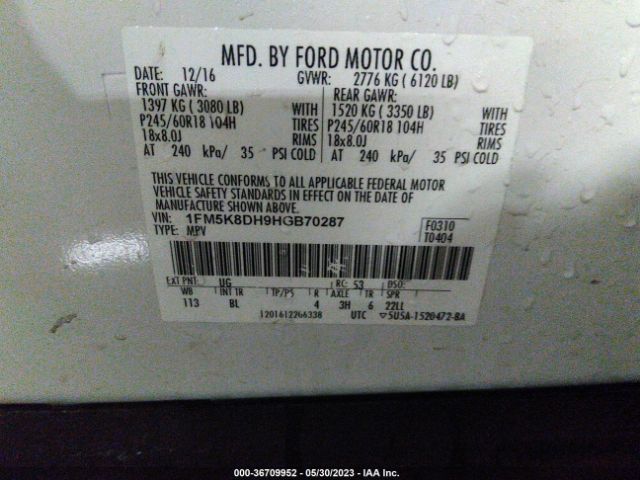 MFD. BY FORD MOTOR CO.
DATE: 12/16 GVWR: 2776 KG ( 6120 LB)
FRONT GAWR: REAR GAWR:
1397 KG ( 3080 LB) WITH 1520 KG ( 3350 LB) WITH
P245/60R18 104H TIRES P245/60R18 104H TIRES
18x8.0J RIMS 18x8.0J RIMS
AT 240 kPa/ 35 PSI COLD AT 240 kPa/ 35 PSI COLD
THIS VEHICLE CONFORMS TO ALL APPLICABLE FEDERAL MOTOR
VEHICLE SAFETY STANDARDS IN EFFECT ON THE DATE OF
MANUFACTURE SHOWN ABOVE.
VIN: 1FM5K8DH9HGB70287 F0310
TYPE: MPV T0404
EXT PNT: UG RC: 53 DSO:
WB INT TR TP/PS R AXLE TR SPR
113 BL 4 3H 6 22LL
1201612266338 UTC ▽5USA-1520472-BA
000-36709952 - 05/30/2023 - IAA Inc.